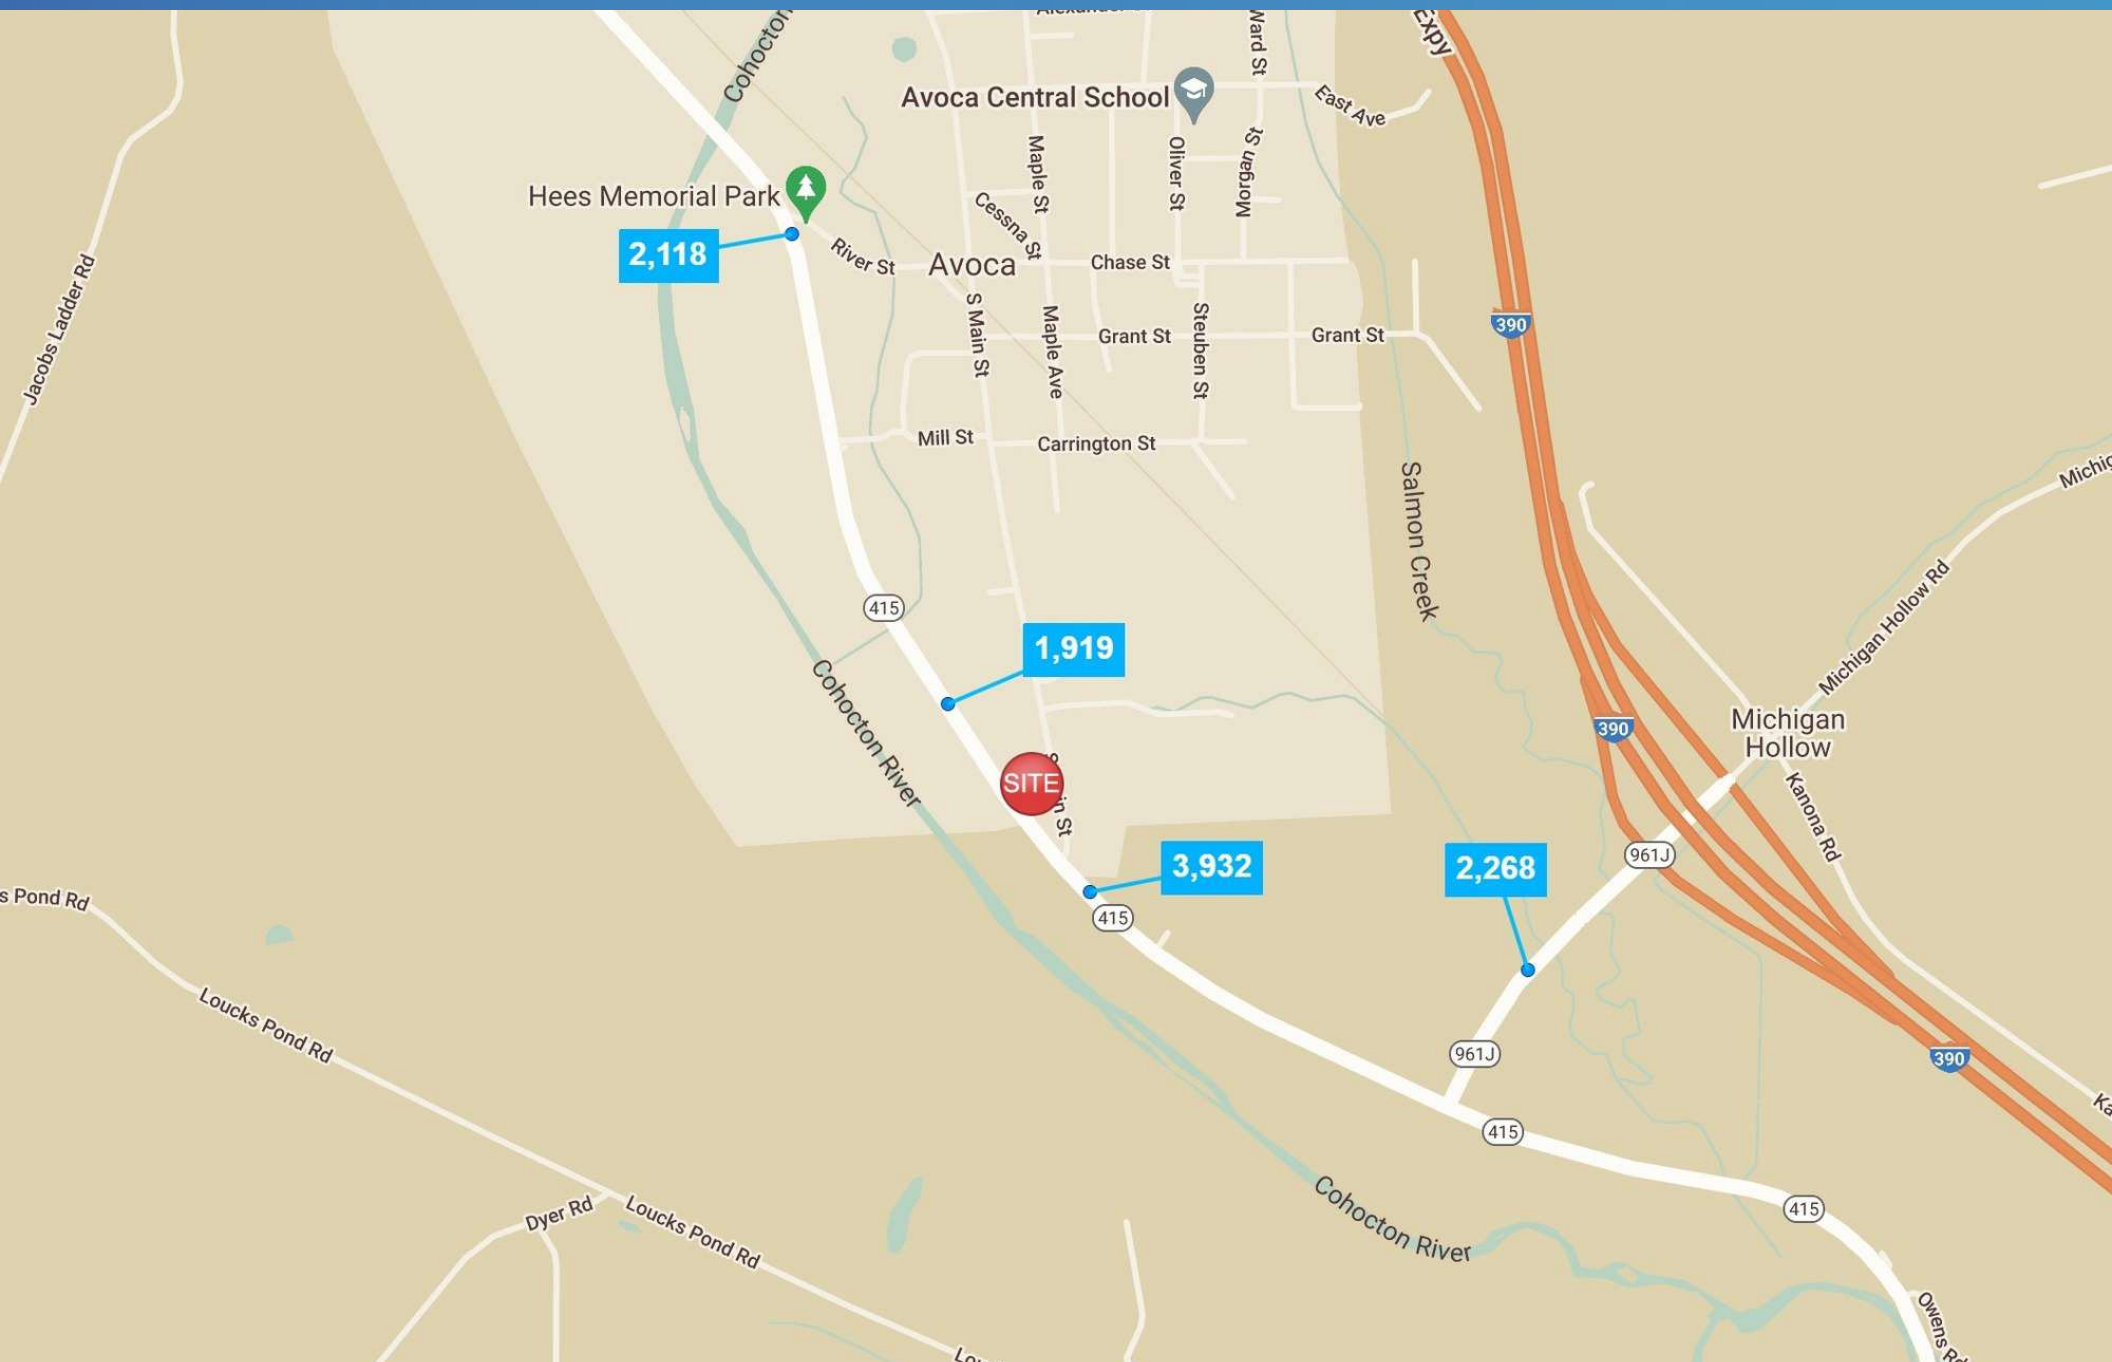 Cohocton
Ward St
Expy
Avoca Central School
East Ave
Maple St
Oliver St
Morgan St
Hees Memorial Park
Cessna St
2,118
River St
Avoca
Chase St
Jacobs Ladder Rd
S Main St
Maple Ave
Grant St
Steuben St
Grant St
390
Mill St
Carrington St
Salmon Creek
Michigan Hollow Rd
415
1,919
Cohocton River
390
Michigan
Hollow
SITE
Kanona Rd
3,932
2,268
961J
415
Pond Rd
Loucks Pond Rd
961J
390
415
Dyer Rd
Loucks Pond Rd
Cohocton River
415
Owens Rd